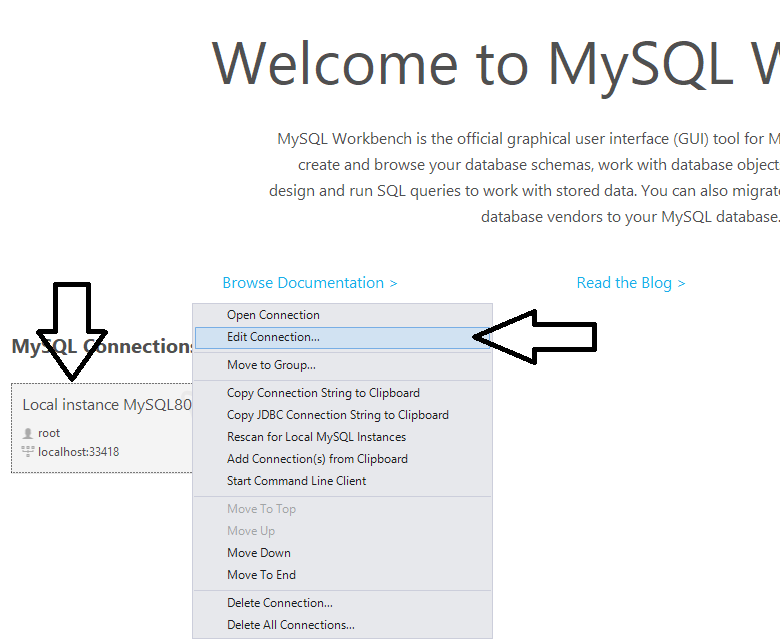 Welcome to MySQL W
MySQL Workbench is the official graphical user interface (GUI) tool for M
create and browse your database schemas, work with database object
design and run SQL queries to work with stored data. You can also migrat
database vendors to your MySQL database.
Browse Documentation >
Read the Blog >
MySQL Connections
Local instance MySQL80
root
localhost:33418
Open Connection
Edit Connection...
Move to Group...
Copy Connection String to Clipboard
Copy JDBC Connection String to Clipboard
Rescan for Local MySQL Instances
Add Connection(s) from Clipboard
Start Command Line Client
Move To Top
Move Up
Move Down
Move To End
Delete Connection...
Delete All Connections...